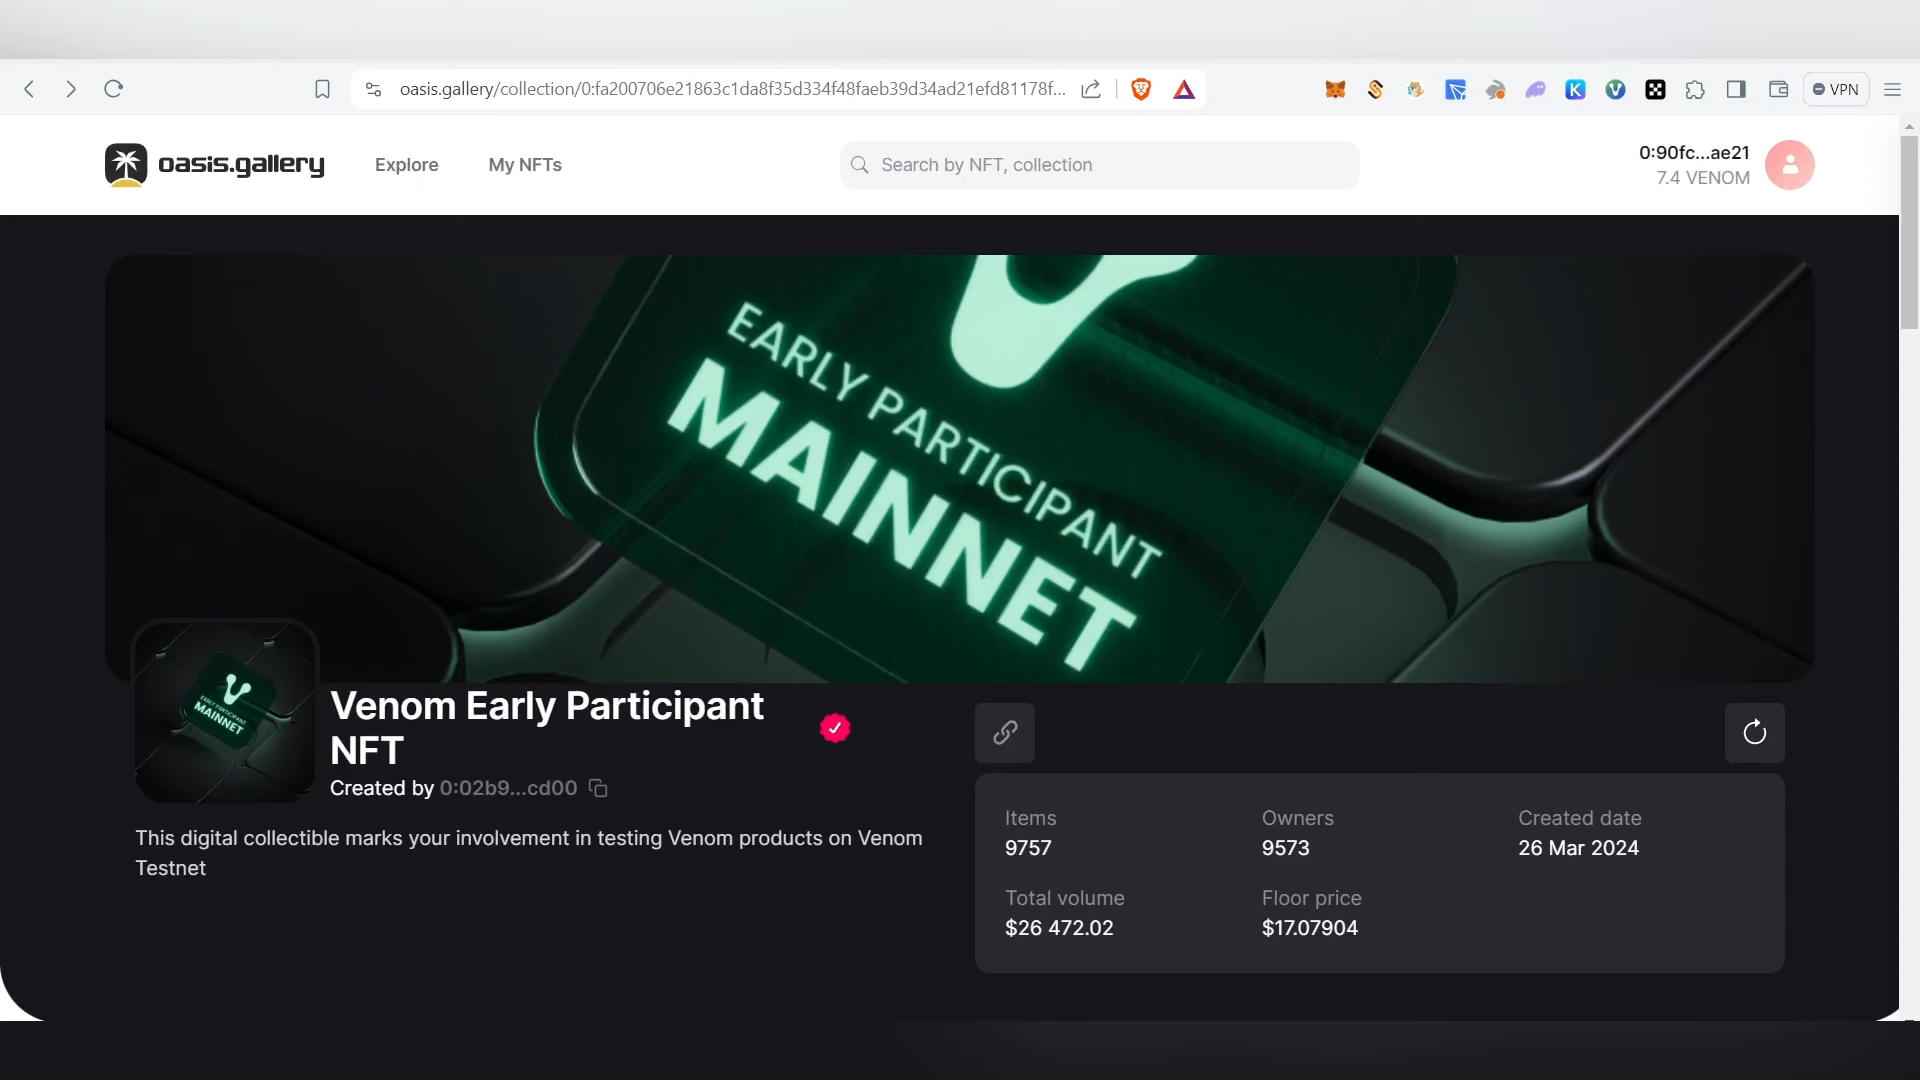 oasis.gallery/collection/0:fa200706e21863c1da8f35d334f48faeb39d34ad21efd81178f...
VPN
oasis.gallery
Explore
My NFTs
Search by NFT, collection
0:90fc...ae21
7.4 VENOM
EARLY PARTICIPANT
MAINNET
EARLY PARTICIPANT
MAINNET
Venom Early Participant
NFT
Created by 0:02b9...cd00
This digital collectible marks your involvement in testing Venom products on Venom
Testnet
Items
9757
Owners
9573
Created date
26 Mar 2024
Total volume
$26 472.02
Floor price
$17.07904